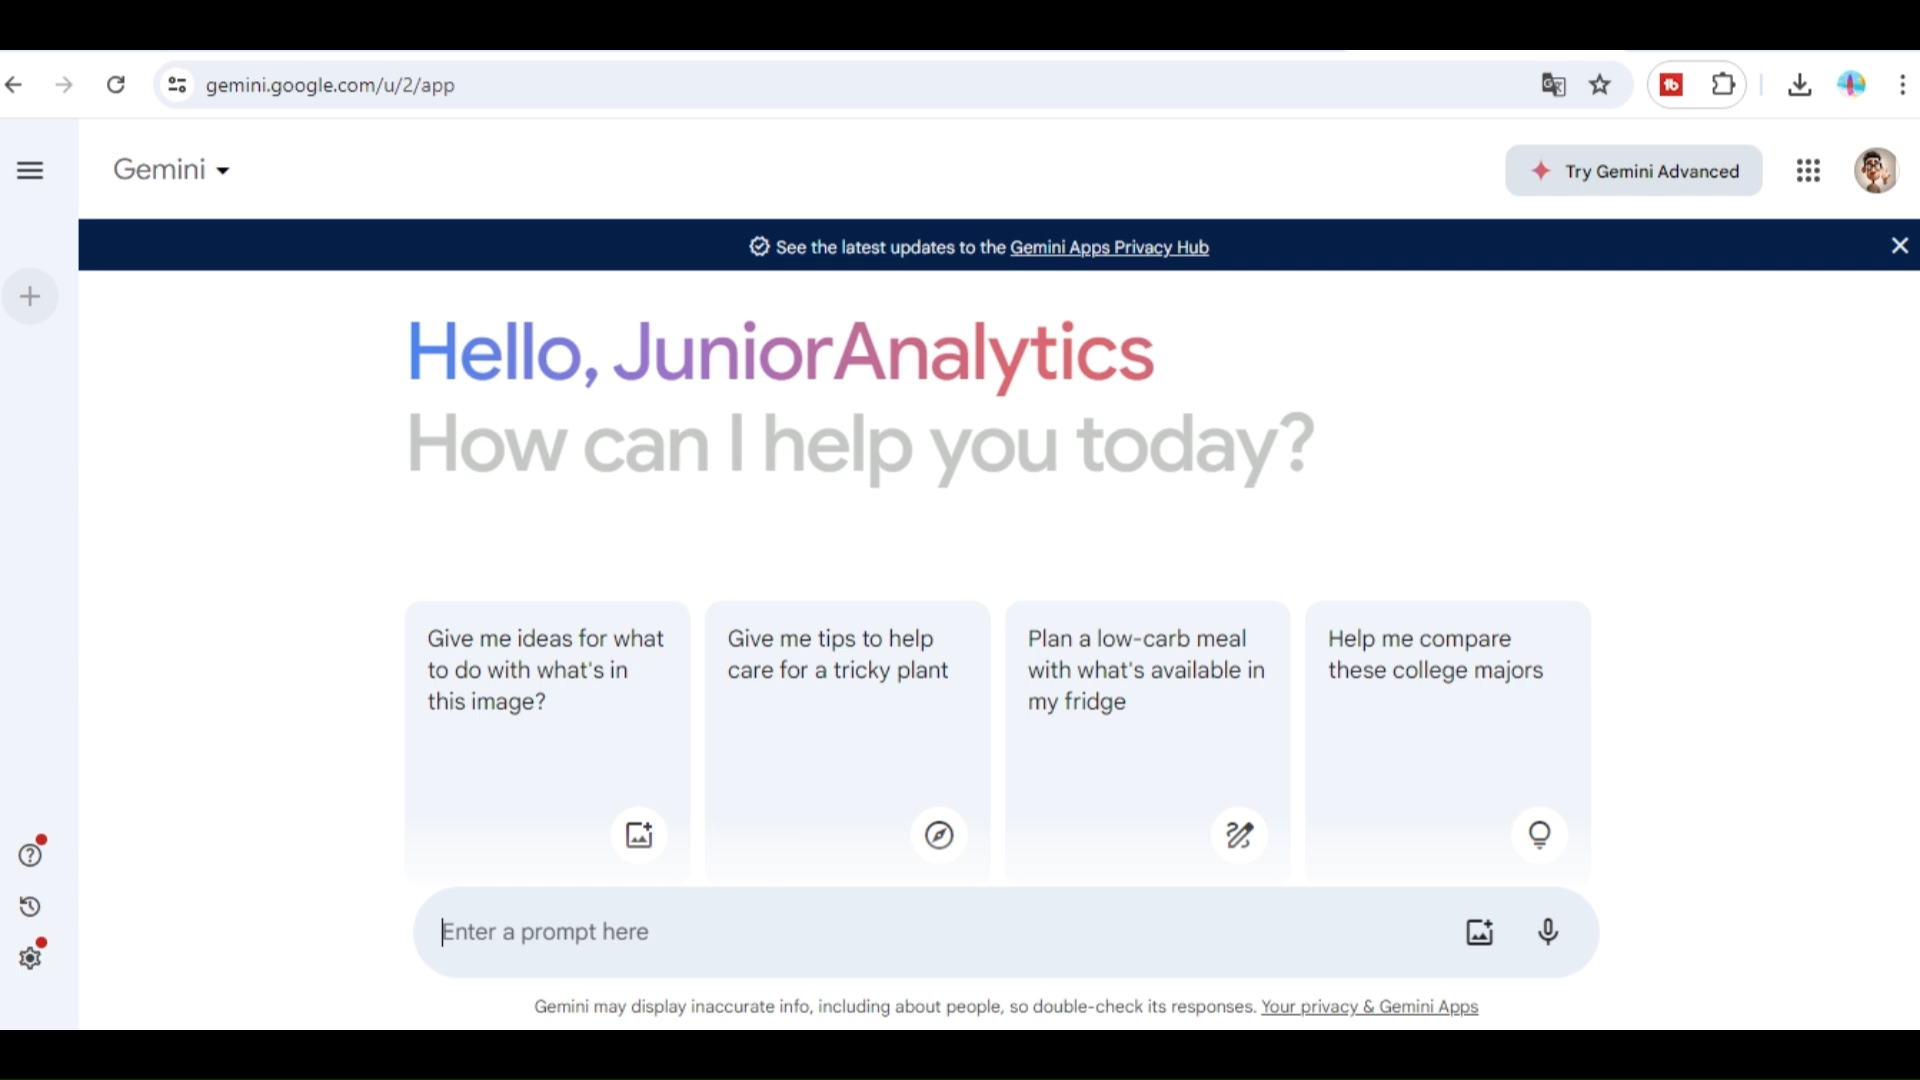 gemini.google.com/u/2/app
Gemini
Try Gemini Advanced
See the latest updates to the Gemini Apps Privacy Hub
Hello, JuniorAnalytics
How can I help you today?
Give me ideas for what
to do with what's in
this image?
Give me tips to help
care for a tricky plant
Plan a low-carb meal
with what's available in
my fridge
Help me compare
these college majors
Enter a prompt here
Gemini may display inaccurate info, including about people, so double-check its responses. Your privacy & Gemini Apps